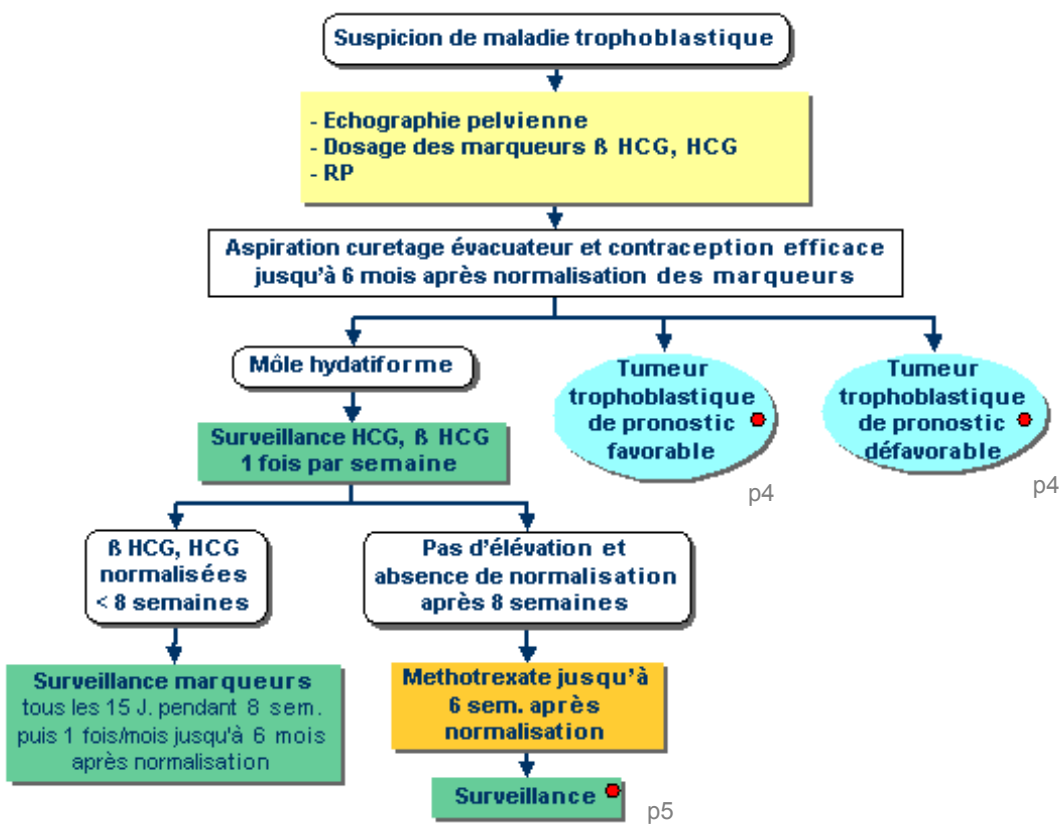 Suspicion de maladie trophoblastique
- Echographie pelvienne
- Dosage des marqueurs ß HCG, HCG
- RP
Aspiration curetage évacuateur et contraception efficace
jusqu'à 6 mois après normalisation des marqueurs
Môle hydatiforme
Tumeur
trophoblastique
de pronostic
favorable
p4
Tumeur
trophoblastique
de pronostic
défavorable
p4
Surveillance HCG, ß HCG
1 fois par semaine
ß HCG, HCG
normalisées
< 8 semaines
Pas d'élévation et
absence de normalisation
après 8 semaines
Surveillance marqueurs
tous les 15 J. pendant 8 sem.
puis 1 fois/mois jusqu'à 6 mois
après normalisation
Methotrexate jusqu'à
6 sem. après
normalisation
Surveillance
p5